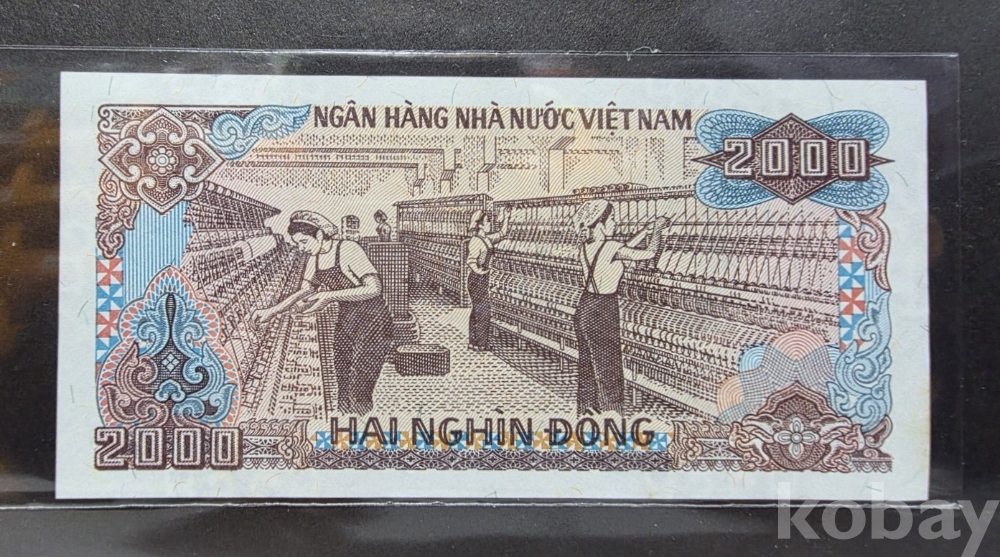 NGÂN HÀNG NHÀ NƯỚC VIỆT NAM
2000
2000
HAI NGHÌN ĐỒNG
kobay